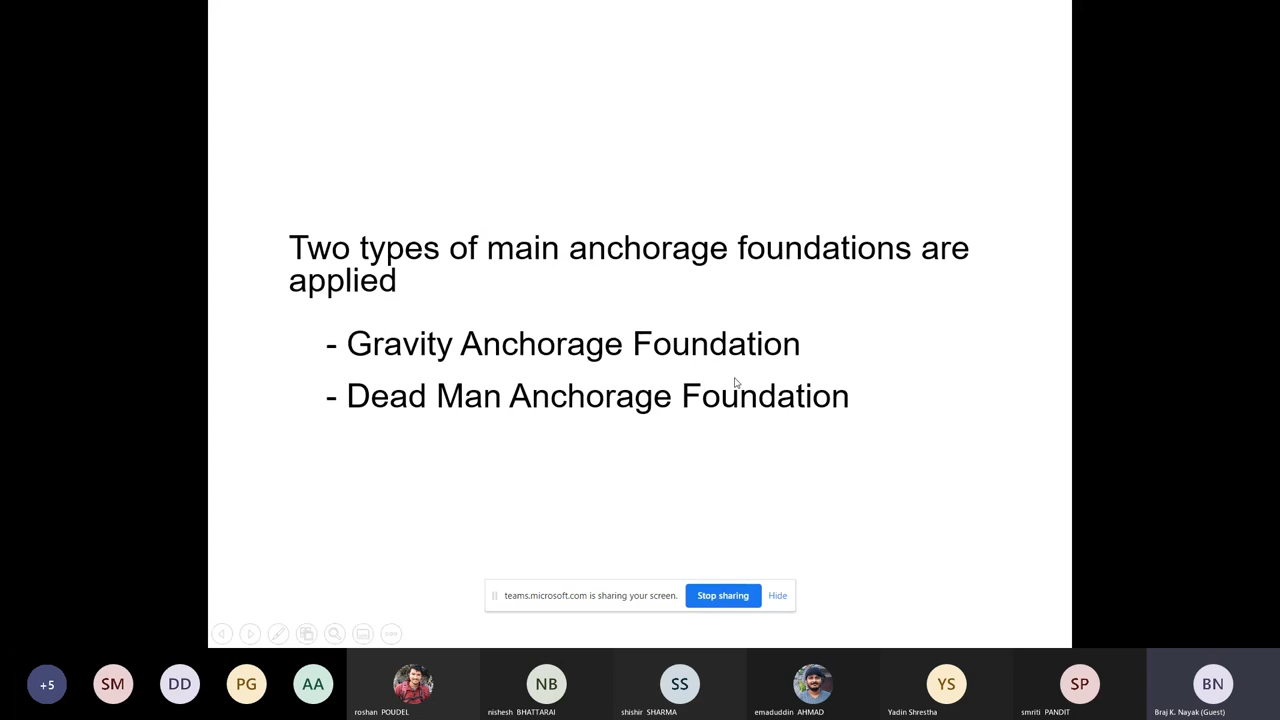 Two types of main anchorage foundations are
applied
- Gravity Anchorage Foundation
- Dead Man Anchorage Foundation
teams.microsoft.com is sharing your screen. Stop sharing Hide
+5 SM DD PG AA NB SS YS SP BN
roshan POUDEL nishesh BHATTARAI shishir SHARMA emaduddin AHMAD Yadin Shrestha smriti PANDIT Braj K. Nayak (Guest)